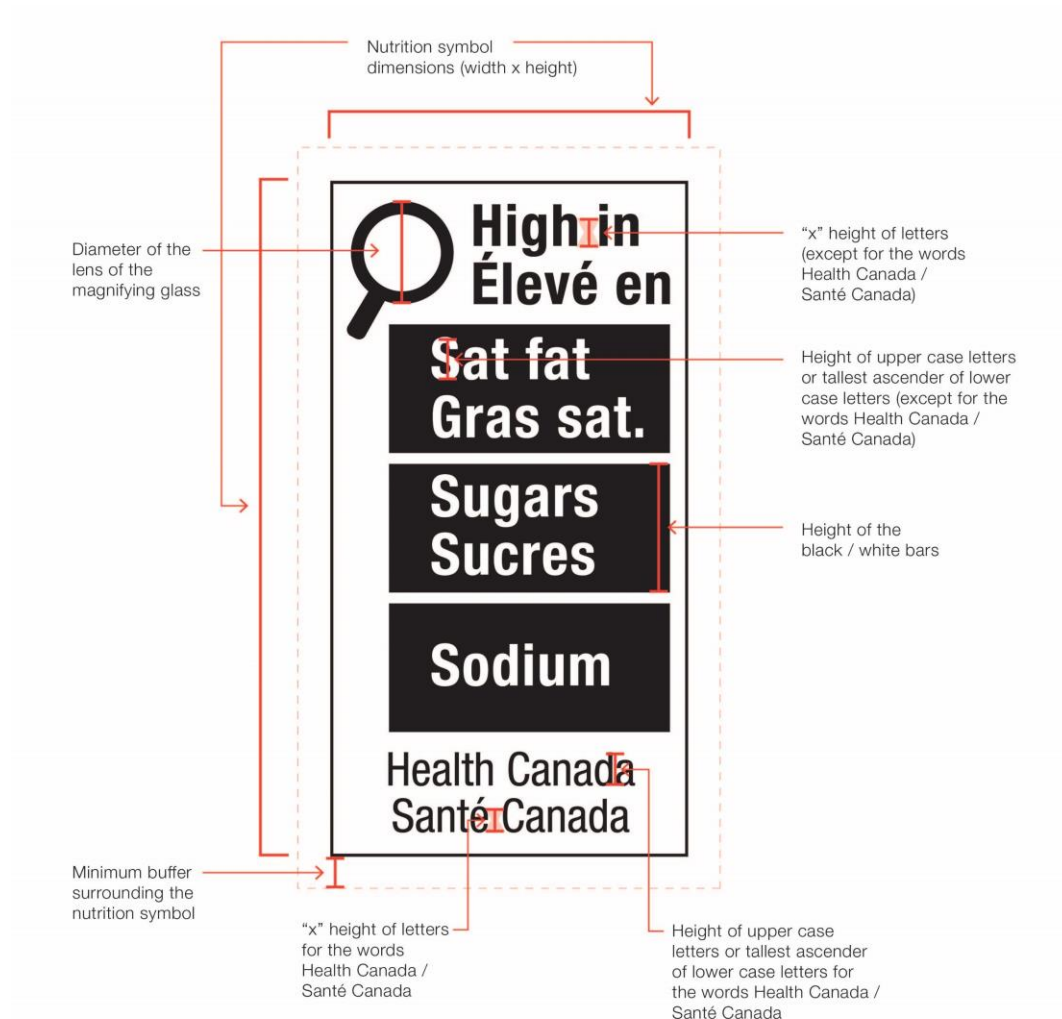 Nutrition symbol
dimensions (width x height)
High in
Élevé en
Diameter of the
lens of the
magnifying glass
“x” height of letters
(except for the words
Health Canada /
Santé Canada)
Sat fat
Gras sat.
Height of upper case letters
or tallest ascender of lower
case letters (except for the
words Health Canada /
Santé Canada)
Sugars
Sucres
Height of the
black / white bars
Sodium
Health Canada
Santé Canada
Minimum buffer
surrounding the
nutrition symbol
“x” height of letters
for the words
Health Canada /
Santé Canada
Height of upper case
letters or tallest ascender
of lower case letters for
the words Health Canada /
Santé Canada